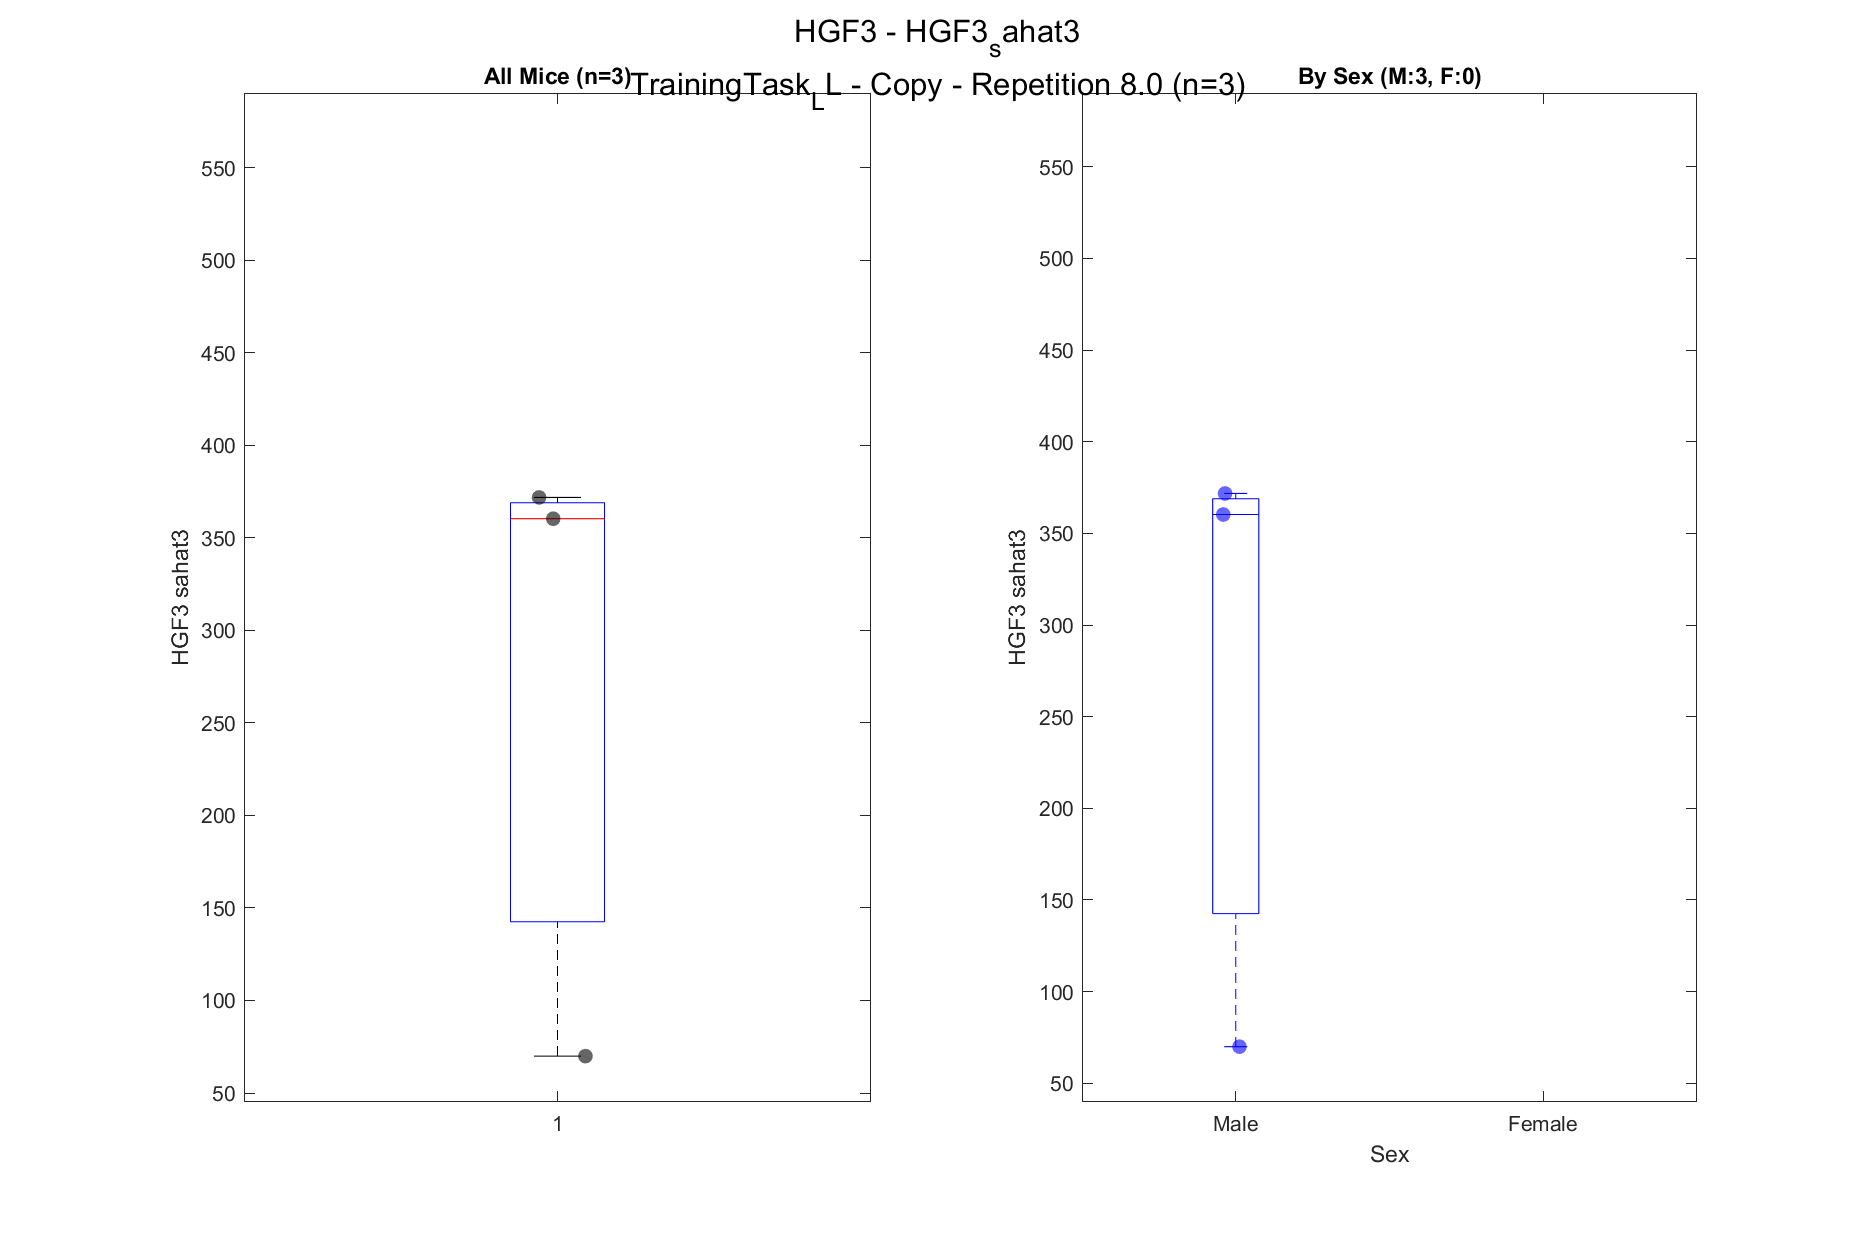 HGF3 - HGF3_sahat3
TrainingTask_LL - Copy - Repetition 8.0 (n=3)
All Mice (n=3)
550
500
450
400
350
300
250
200
150
100
50
HGF3 sahat3
1
By Sex (M:3, F:0)
550
500
450
400
350
300
250
200
150
100
50
HGF3 sahat3
Male Female
Sex